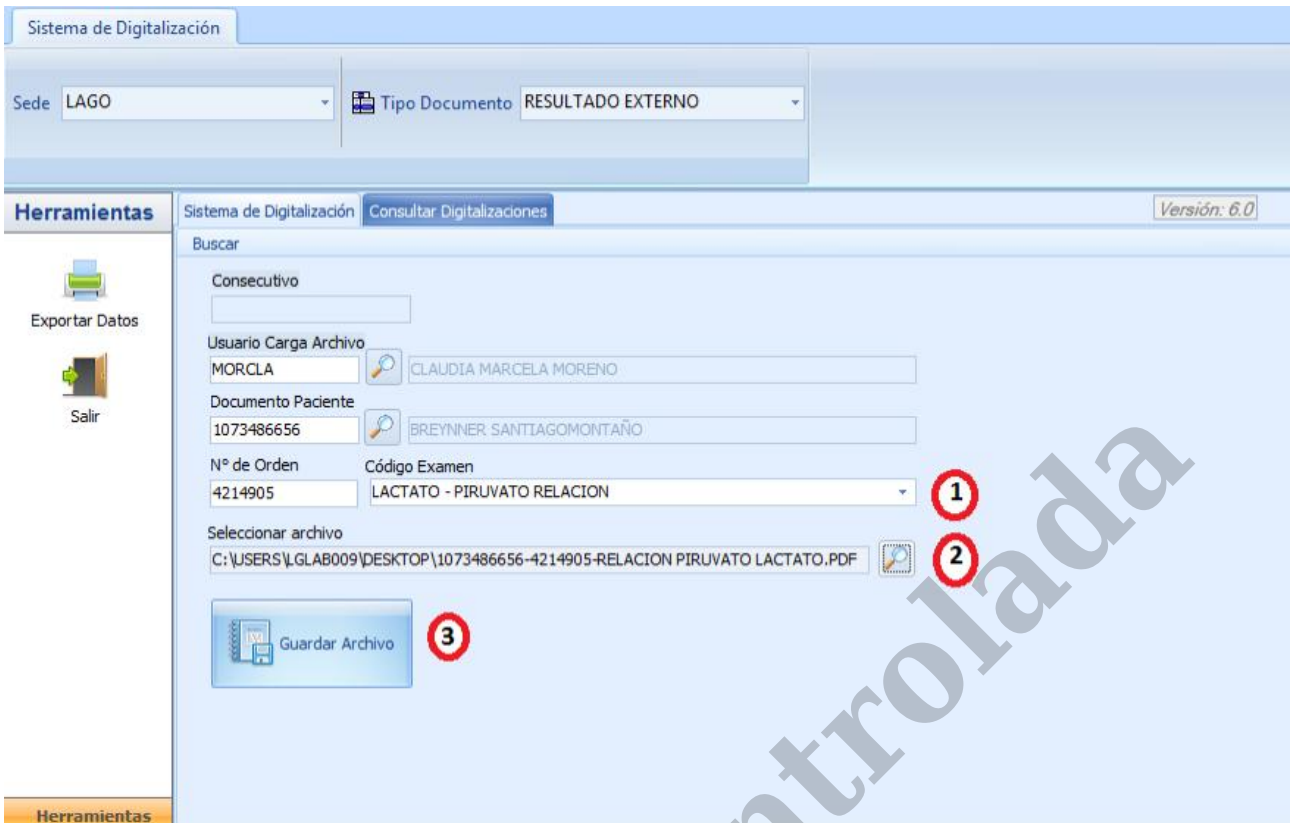 Sistema de Digitalización
Sede LAGO Tipo Documento RESULTADO EXTERNO
Herramientas Sistema de Digitalización Consultar Digitalizaciones Versión: 6.0
Buscar
Consecutivo
Exportar Datos
Usuario Carga Archivo
MORCLA CLAUDIA MARCELA MORENO
Documento Paciente
Salir
1073486656 BREYNNER SANTIAGOMONTAÑO
Nº de Orden Código Examen
4214905 LACTATO - PIRUVATO RELACION 1
Seleccionar archivo
C:\USERS\LGLAB009\DESKTOP\1073486656-4214905-RELACION PIRUVATO LACTATO.PDF 2
Guardar Archivo 3
Herramientas
ntrolada